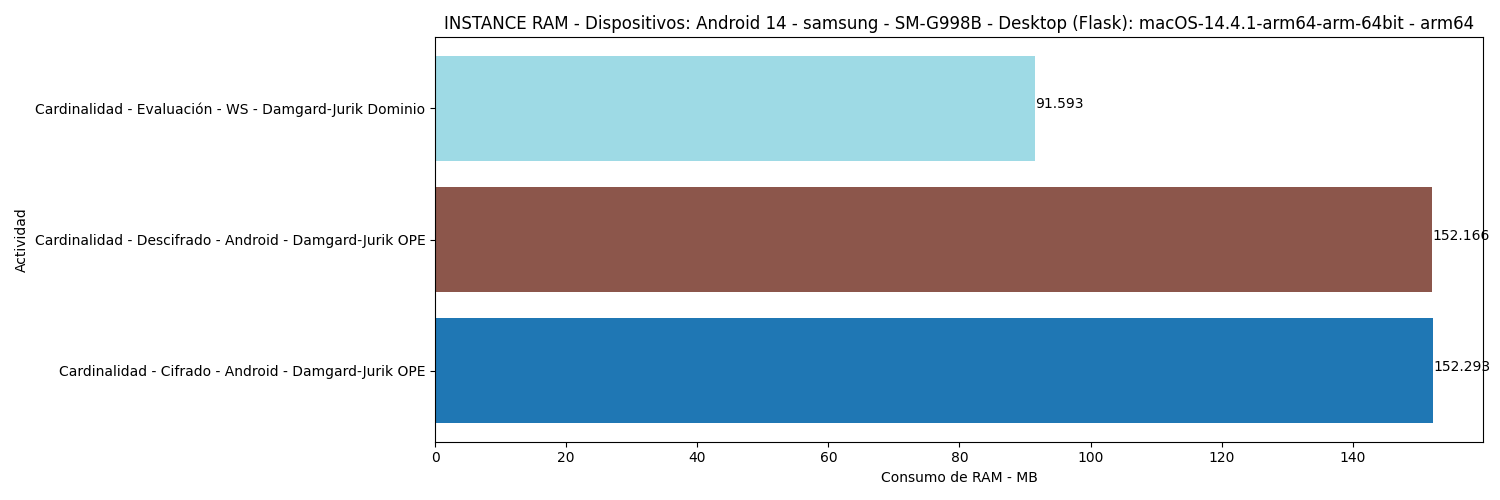 INSTANCE RAM - Dispositivos: Android 14 - samsung - SM-G998B - Desktop (Flask): macOS-14.4.1-arm64-arm-64bit - arm64
Cardinalidad - Evaluación - WS - Damgard-Jurik Dominio
91.593
Cardinalidad - Descifrado - Android - Damgard-Jurik OPE
152.166
Cardinalidad - Cifrado - Android - Damgard-Jurik OPE
152.293
Actividad
0 20 40 60 80 100 120 140
Consumo de RAM - MB